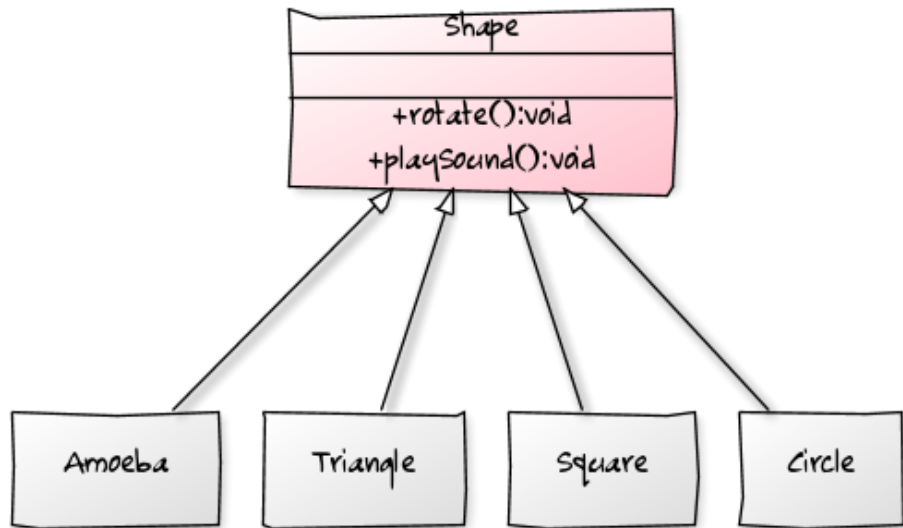 Shape
+rotate():void
+playSound():void
Amoeba
Triangle
Square
Circle